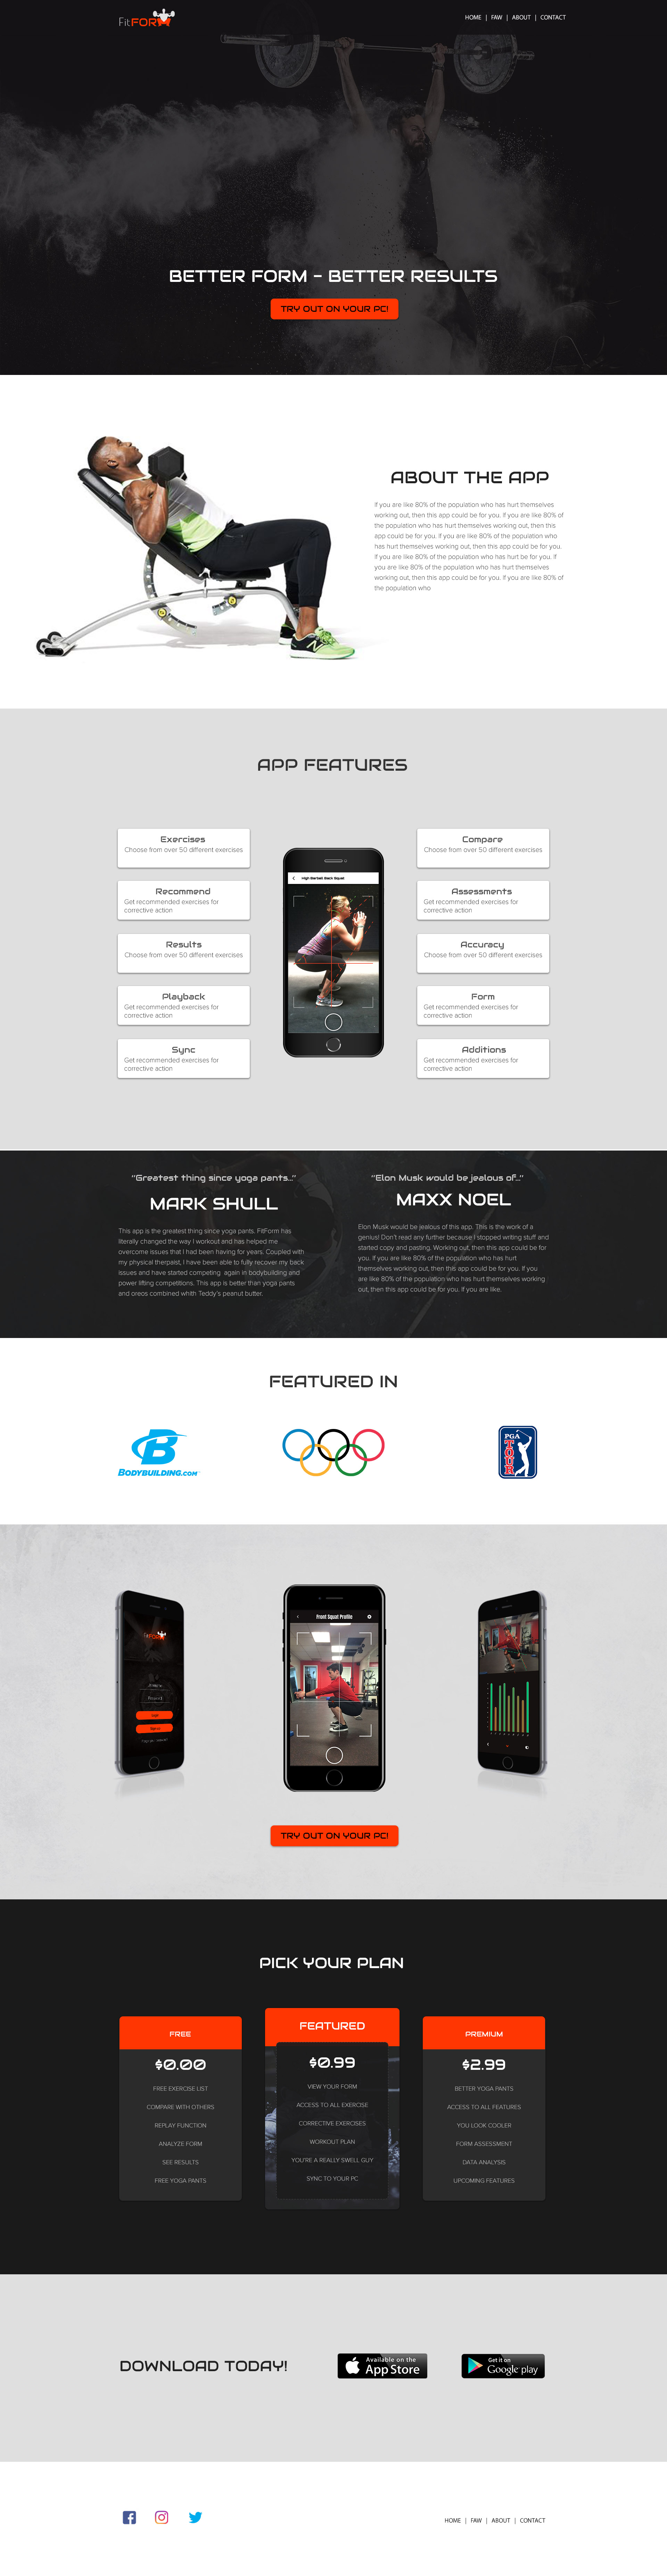 FitFORM
HOME | FAW | ABOUT | CONTACT
BETTER FORM - BETTER RESULTS
TRY OUT ON YOUR PC!
ABOUT THE APP
If you are like 80% of the population who has hurt themselves
working out, then this app could be for you. If you are like 80% of
the population who has hurt themselves working out, then this
app could be for you. If you are like 80% of the population who
has hurt themselves working out, then this app could be for you.
If you are like 80% of the population who has hurt be for you. If
you are like 80% of the population who has hurt themselves
working out, then this app could be for you. If you are like 80% of
the population who
APP FEATURES
Exercises
Choose from over 50 different exercises
Recommend
Get recommended exercises for
corrective action
Results
Choose from over 50 different exercises
Playback
Get recommended exercises for
corrective action
Sync
Get recommended exercises for
corrective action
High Barbell Back Squat
Compare
Choose from over 50 different exercises
Assessments
Get recommended exercises for
corrective action
Accuracy
Choose from over 50 different exercises
Form
Get recommended exercises for
corrective action
Additions
Get recommended exercises for
corrective action
"Greatest thing since yoga pants..."
MARK SHULL
This app is the greatest thing since yoga pants. FitForm has
literally changed the way I workout and has helped me
overcome issues that I had been having for years. Coupled with
my physical therpaist, I have been able to fully recover my back
issues and have started competing again in bodybuilding and
power lifting competitions. This app is better than yoga pants
and oreos combined whith Teddy's peanut butter.
"Elon Musk would be jealous of..."
MAXX NOEL
Elon Musk would be jealous of this app. This is the work of a
genius! Don't read any further because I stopped writing stuff and
started copy and pasting. Working out, then this app could be for
you. If you are like 80% of the population who has hurt
themselves working out, then this app could be for you. If you
are like 80% of the population who has hurt themselves working
out, then this app could be for you. If you are like,
FEATURED IN
BODYBUILDING.COM
PGA
TOUR
FitFORM
Front Squat Profile
TRY OUT ON YOUR PC!
PICK YOUR PLAN
FREE
$0.00
FREE EXERCISE LIST
COMPARE WITH OTHERS
REPLAY FUNCTION
ANALYZE FORM
SEE RESULTS
FREE YOGA PANTS
FEATURED
$0.99
VIEW YOUR FORM
ACCESS TO ALL EXERCISE
CORRECTIVE EXERCISES
WORKOUT PLAN
YOU'RE A REALLY SWELL GUY
SYNC TO YOUR PC
PREMIUM
$2.99
BETTER YOGA PANTS
ACCESS TO ALL FEATURES
YOU LOOK COOLER
FORM ASSESSMENT
DATA ANALYSIS
UPCOMING FEATURES
DOWNLOAD TODAY!
Available on the
App Store
Get it on
Google play
HOME | FAW | ABOUT | CONTACT